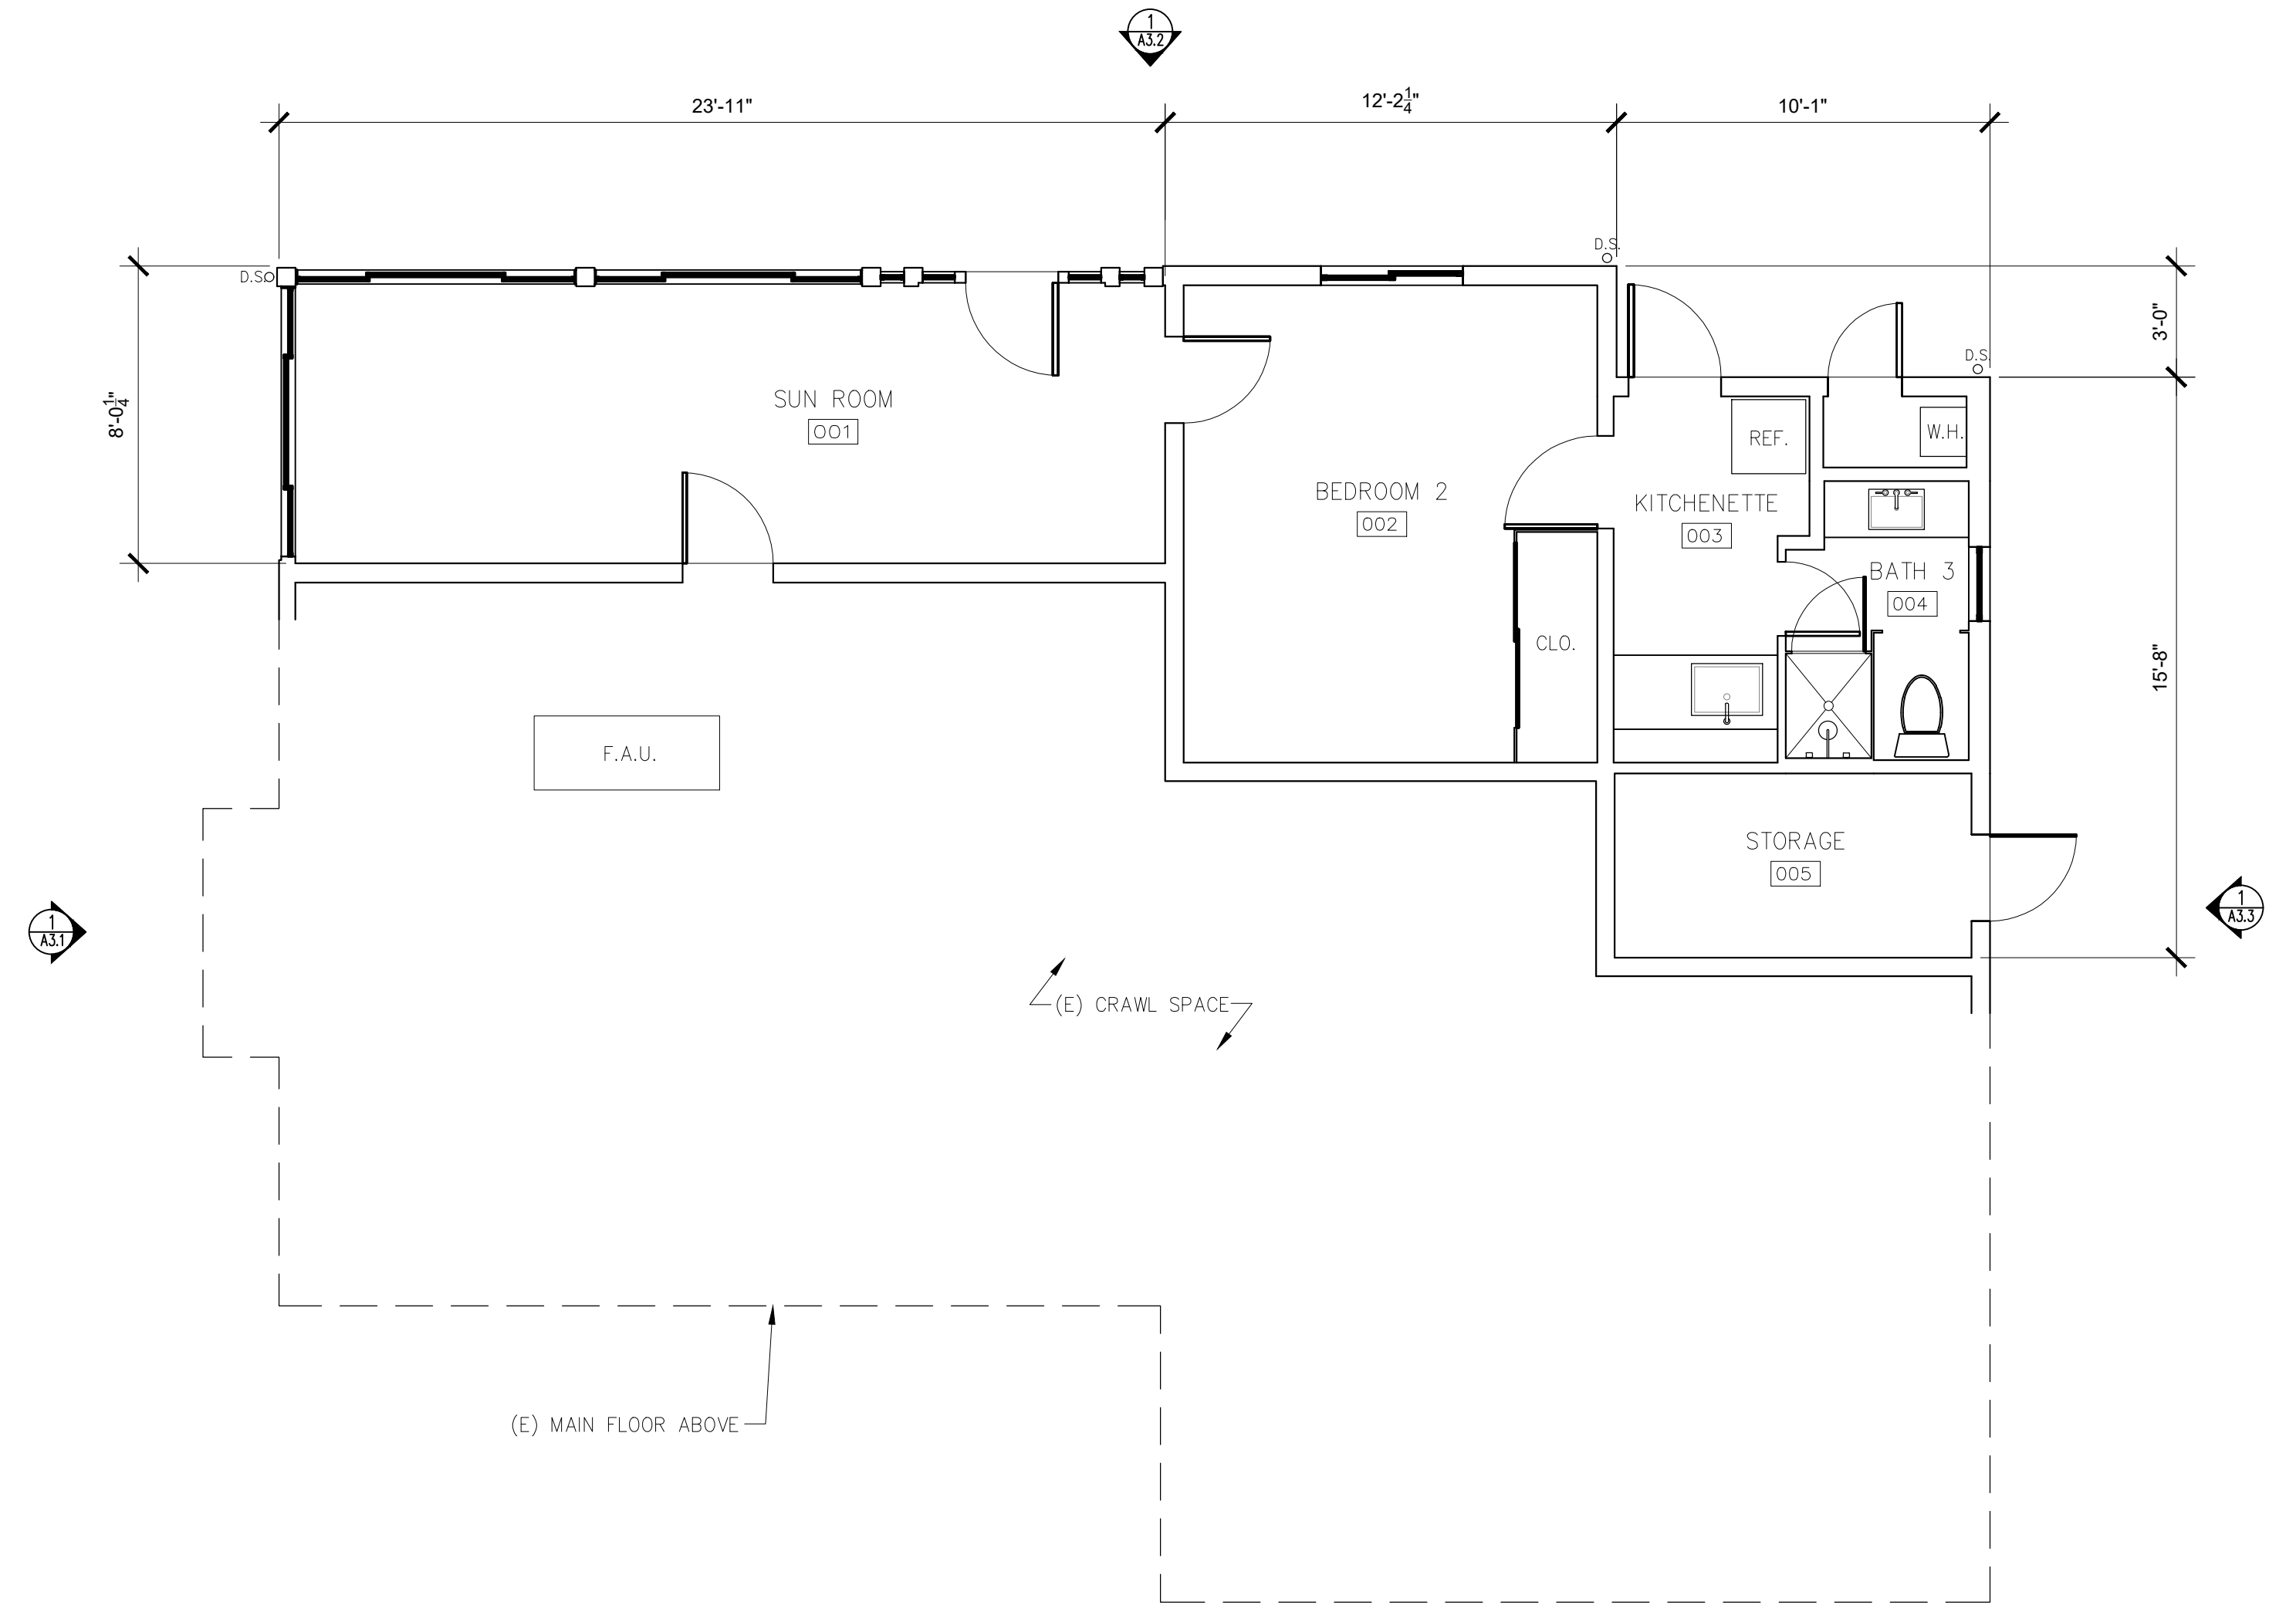 1
A3.2
23'-11"
12'-2 1/4"
10'-1"
D.S.
D.S.
8'-0 1/4"
3'-0"
D.S.
SUN ROOM
001
REF.
W.H.
BEDROOM 2
002
KITCHENETTE
003
BATH 3
004
CLO.
15'-8"
F.A.U.
STORAGE
005
1
A3.1
1
A3.3
(E) CRAWL SPACE
(E) MAIN FLOOR ABOVE